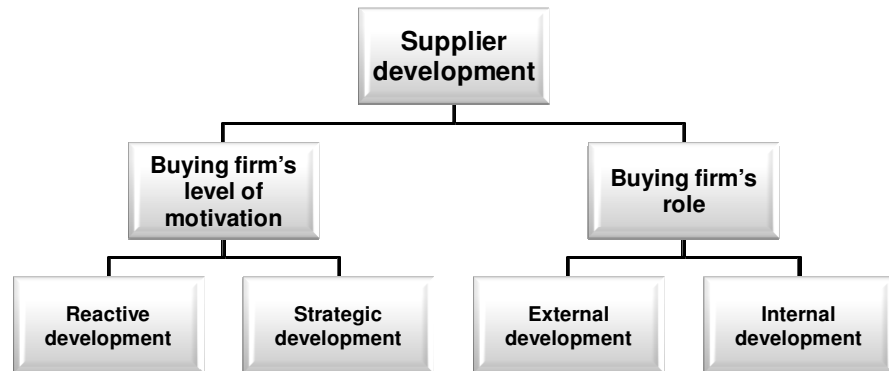 Supplier
development
Buying firm's
level of
motivation
Buying firm's
role
Reactive
development
Strategic
development
External
development
Internal
development